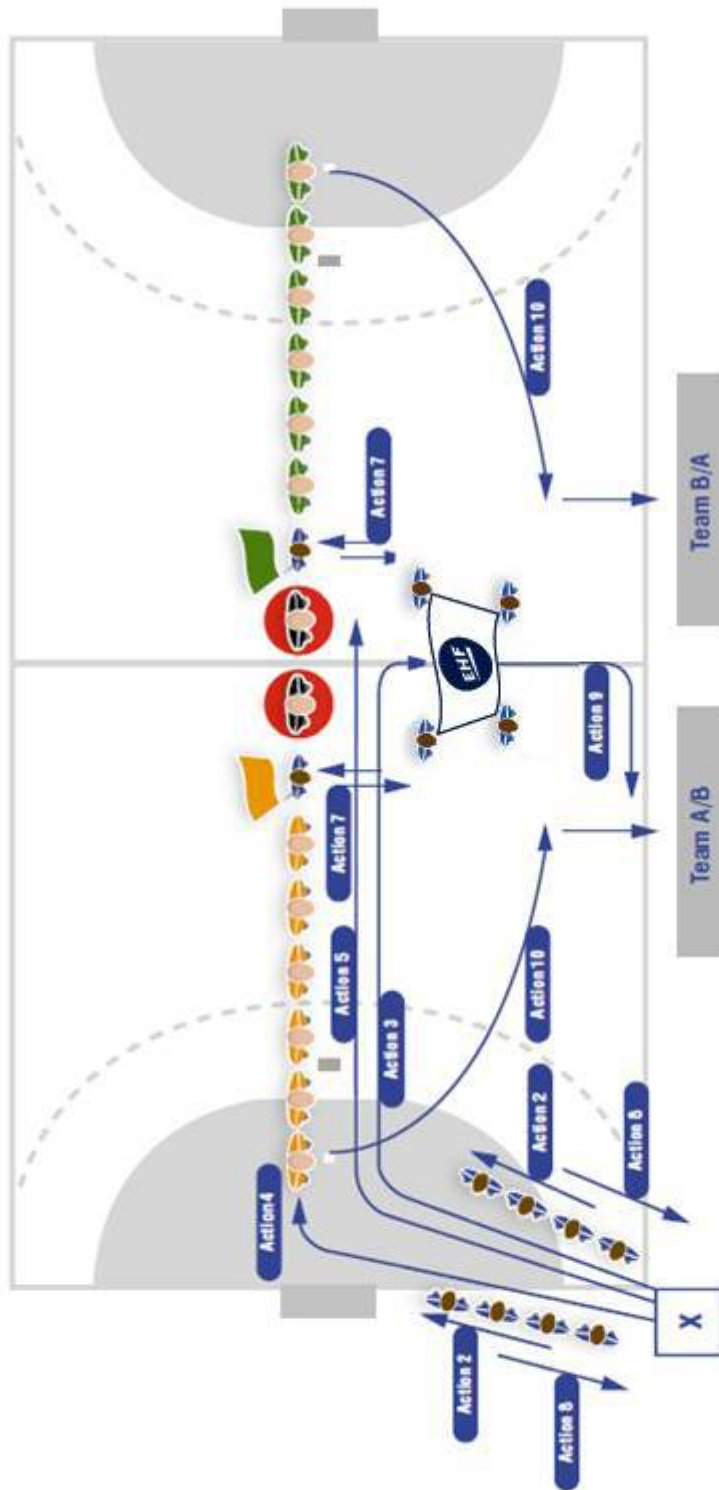 Action 4
Action 5
Action 7
Action 7
Action 3
EHF
Action 2
Action 2
Action 10
Action 10
Action 8
Action 9
Action 8
X
Team A/B
Team B/A